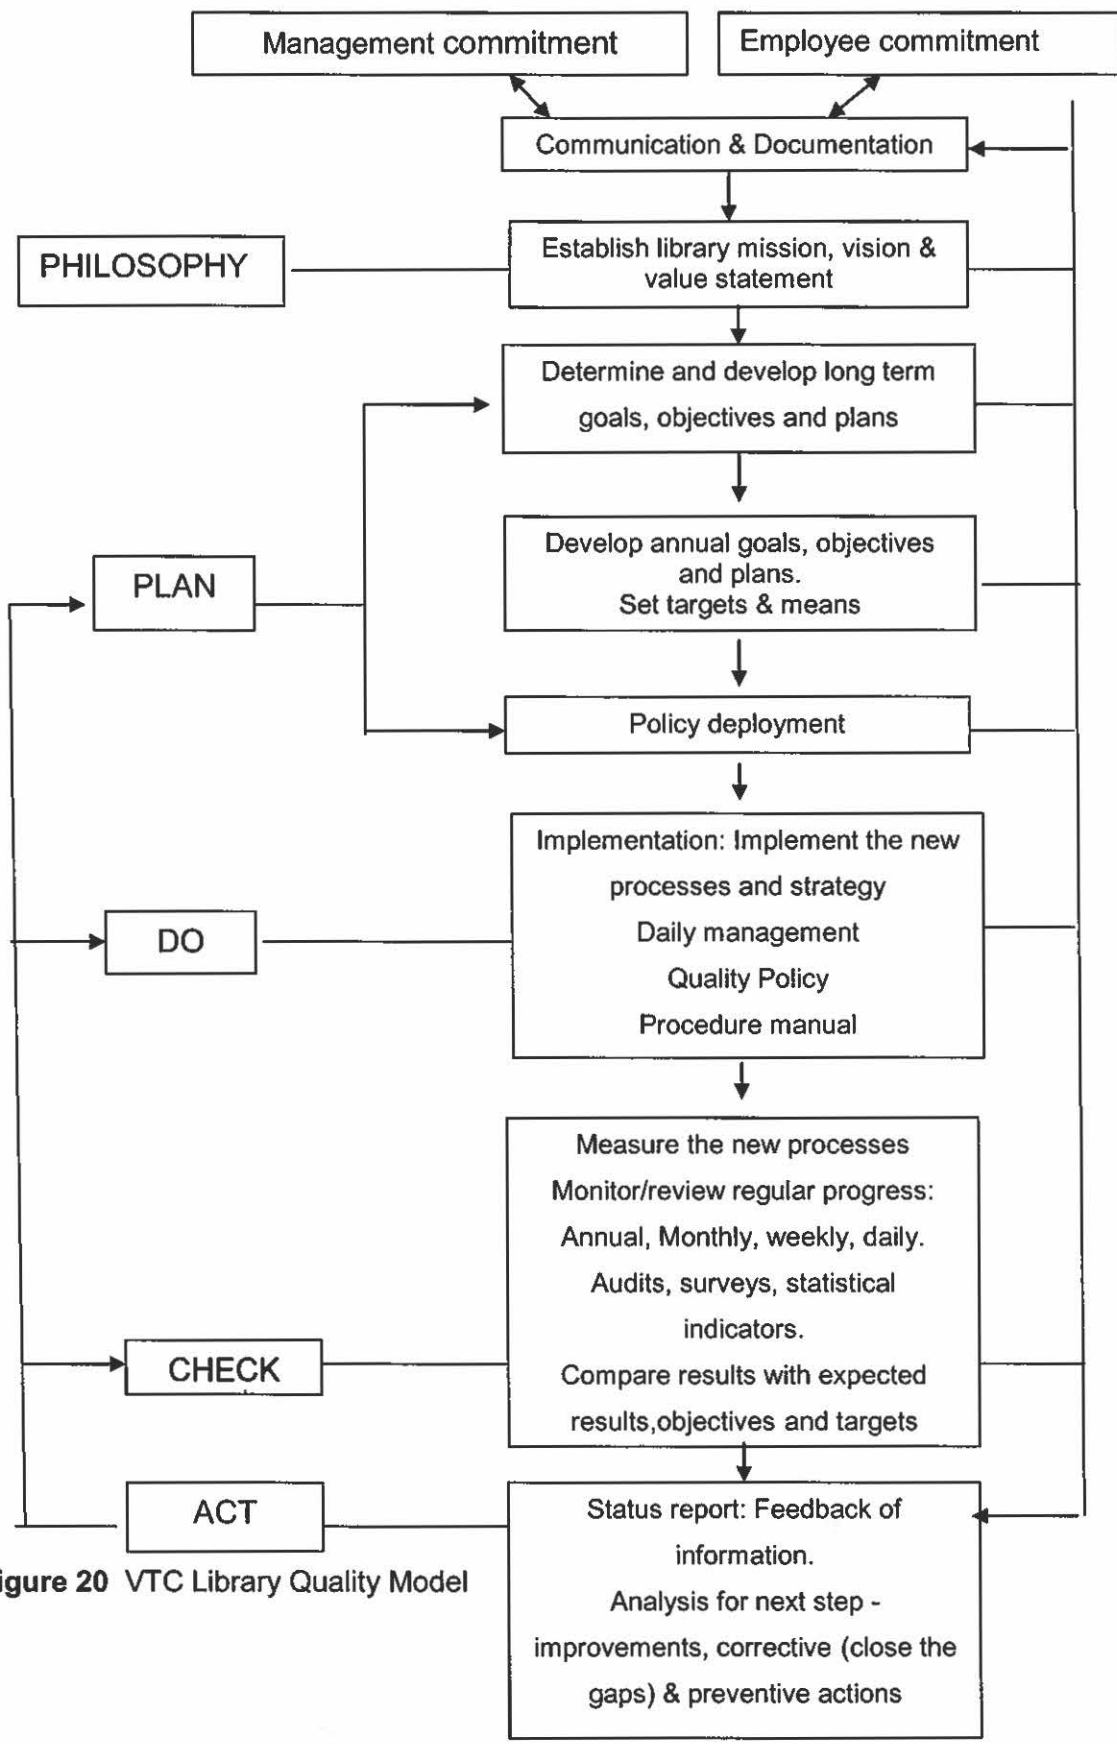 Management commitment
Employee commitment
Communication & Documentation
PHILOSOPHY
Establish library mission, vision &
value statement
Determine and develop long term
goals, objectives and plans
PLAN
Develop annual goals, objectives
and plans.
Set targets & means
Policy deployment
DO
Implementation: Implement the new
processes and strategy
Daily management
Quality Policy
Procedure manual
CHECK
Measure the new processes
Monitor/review regular progress:
Annual, Monthly, weekly, daily.
Audits, surveys, statistical
indicators.
Compare results with expected
results,objectives and targets
ACT
Status report: Feedback of
information.
Analysis for next step -
improvements, corrective (close the
gaps) & preventive actions
igure 20 VTC Library Quality Model